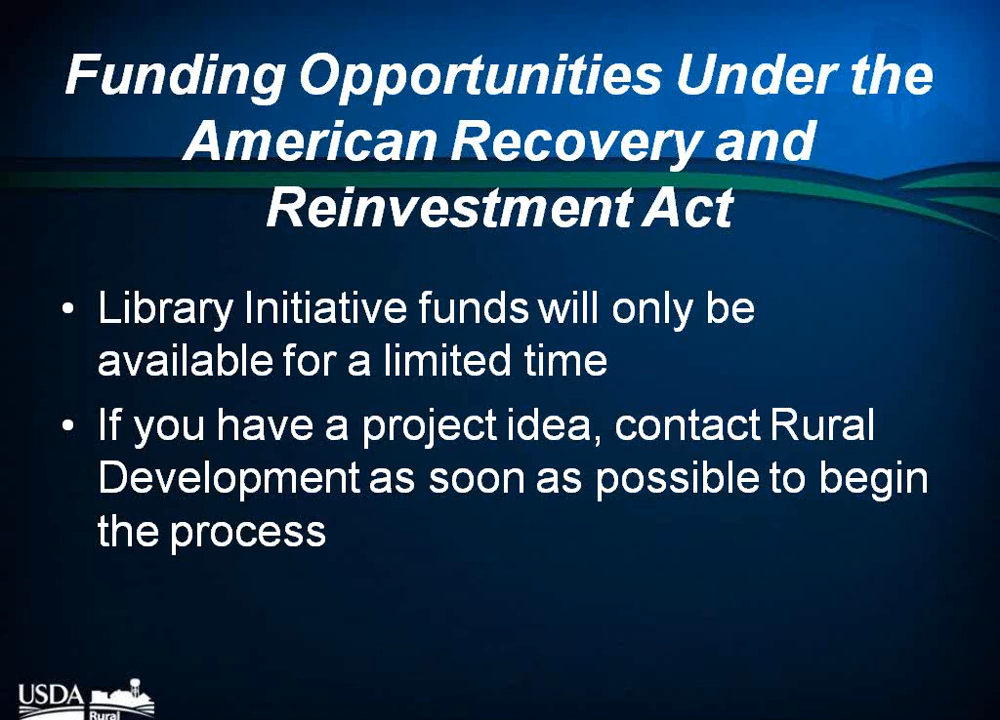 Funding Opportunities Under the
American Recovery and
Reinvestment Act
• Library Initiative funds will only be
available for a limited time
• If you have a project idea, contact Rural
Development as soon as possible to begin
the process
USDA
Rural